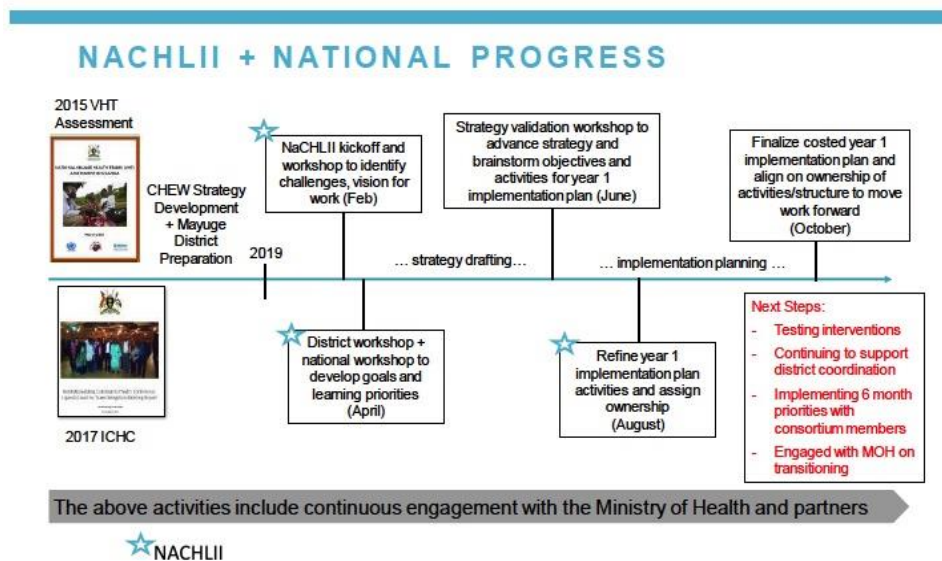 NACHLII + NATIONAL PROGRESS
2015 VHT
Assessment
CHEW Strategy
Development
+ Mayuge
District
Preparation
2019
2017 ICHC
NaCHLII kickoff and
workshop to identify
challenges, vision for
work (Feb)
District workshop +
national workshop to
develop goals and
learning priorities
(April)
... strategy drafting...
Strategy validation workshop to
advance strategy and
brainstorm objectives and
activities for year 1
implementation plan (June)
... implementation planning ...
Refine year 1
implementation plan
activities and assign
ownership
(August)
Finalize costed year 1
implementation plan and
align on ownership of
activities/structure to move
work forward
(October)
Next Steps:
- Testing interventions
- Continuing to support
district coordination
- Implementing 6 month
priorities with
consortium members
- Engaged with MOH on
transitioning
The above activities include continuous engagement with the Ministry of Health and partners
NACHLII